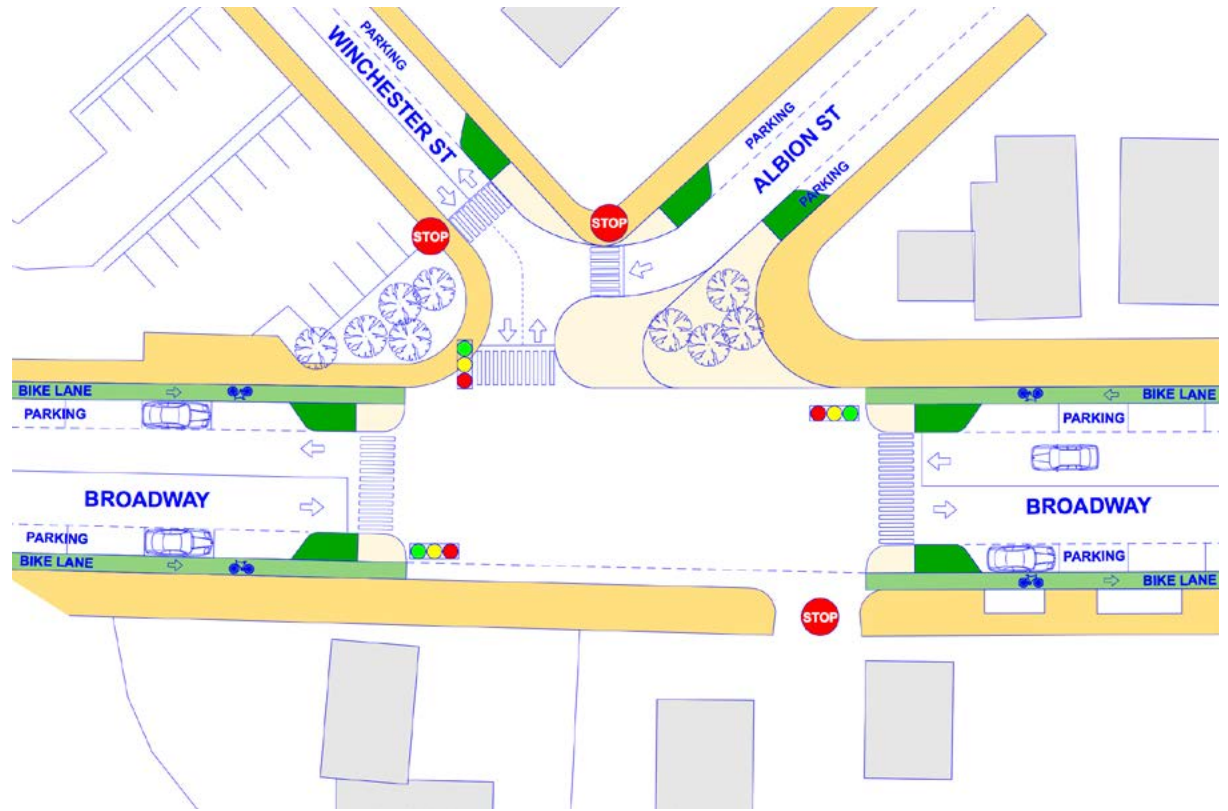 PARKING
WINCHESTER ST
PARKING
ALBION ST
PARKING
STOP
STOP
BIKE LANE
PARKING
BIKE LANE
PARKING
BROADWAY
BROADWAY
PARKING
BIKE LANE
PARKING
BIKE LANE
STOP